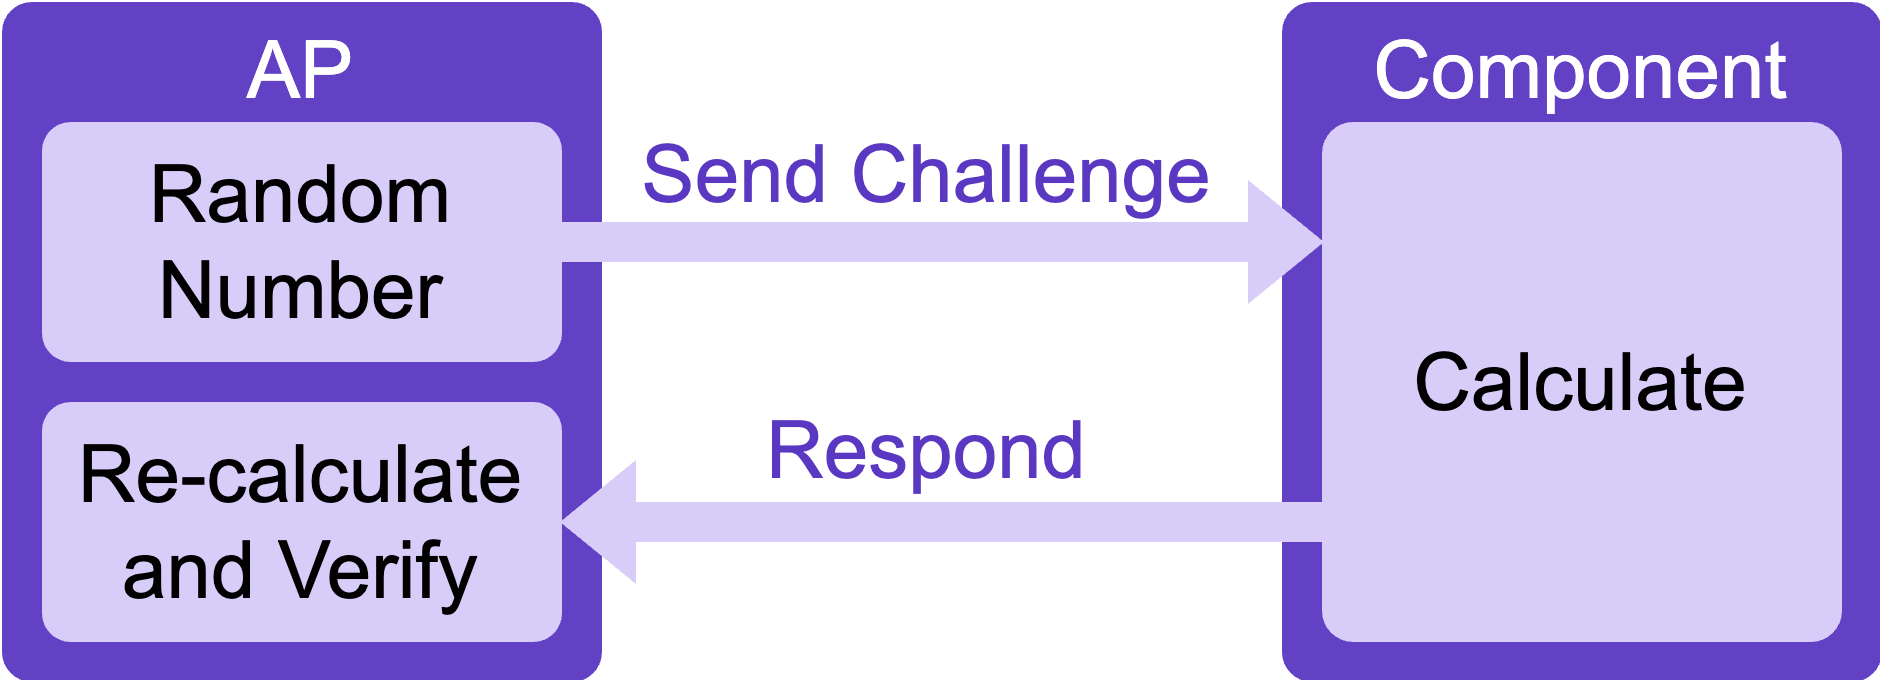 AP
Random
Number
Send Challenge
Component
Calculate
Respond
Re-calculate
and Verify